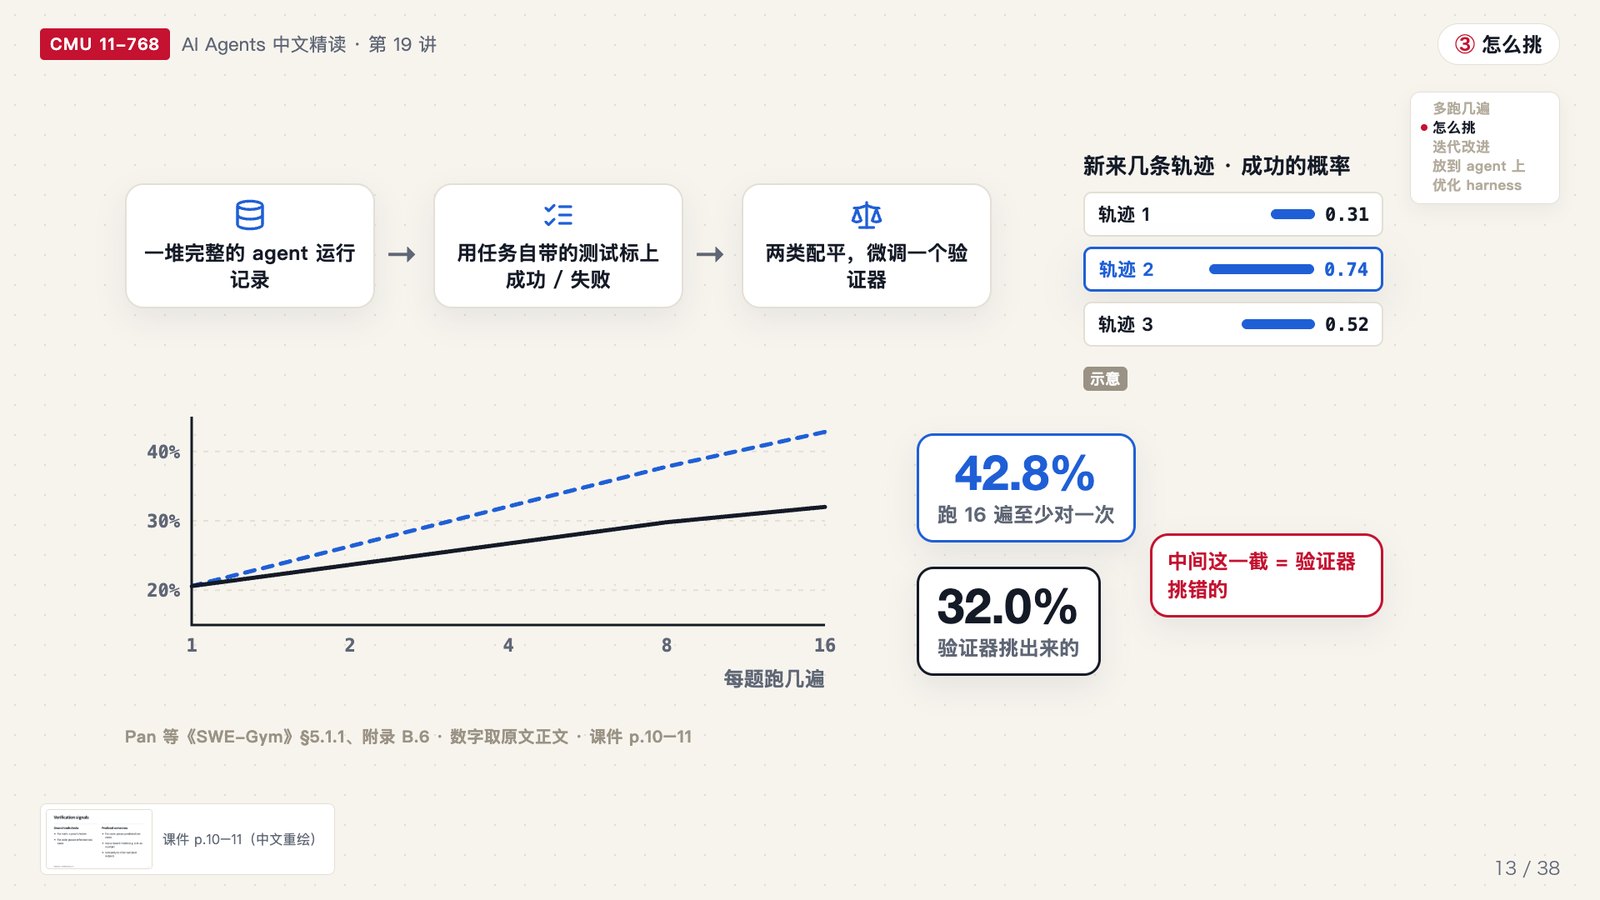 CMU 11-768
AI Agents 中文精读 · 第 19 讲
③ 怎么挑
多跑几遍
怎么挑
迭代改进
放到 agent 上
优化 harness
一堆完整的 agent 运行
记录
用任务自带的测试标上
成功 / 失败
两类配平，微调一个验
证器
新来几条轨迹 · 成功的概率
轨迹 1 0.31
轨迹 2 0.74
轨迹 3 0.52
示意
40%
30%
20%
1 2 4 8 16
每题跑几遍
42.8%
跑 16 遍至少对一次
32.0%
验证器挑出来的
中间这一截 = 验证器
挑错的
Pan 等《SWE-Gym》§5.1.1、附录 B.6 · 数字取原文正文 · 课件 p.10–11
Verification signals
课件 p.10–11（中文重绘）
13 / 38